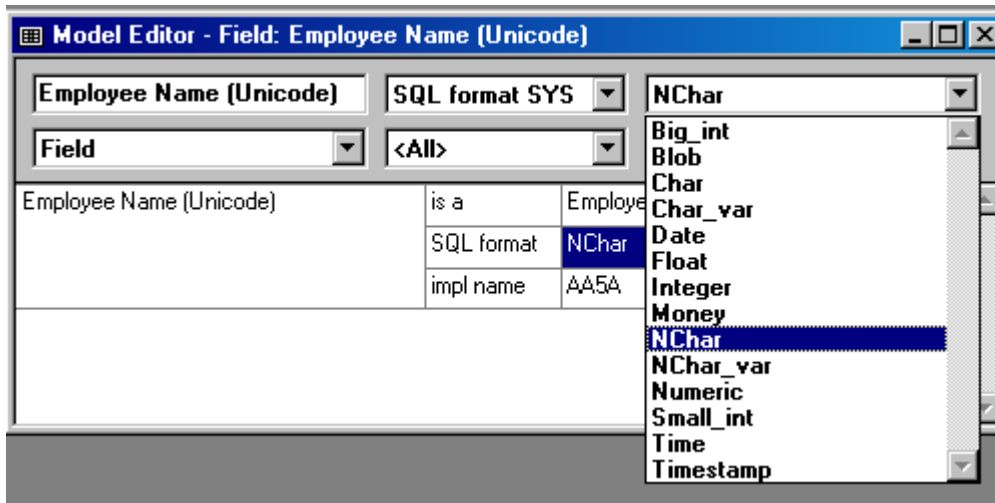 Model Editor - Field: Employee Name (Unicode)
Employee Name (Unicode) SQL format SYS NChar
Field <All>
Employee Name (Unicode) is a Employe
SQL format NChar
impl name AA5A
Big_int
Blob
Char
Char_var
Date
Float
Integer
Money
NChar
NChar_var
Numeric
Small_int
Time
Timestamp